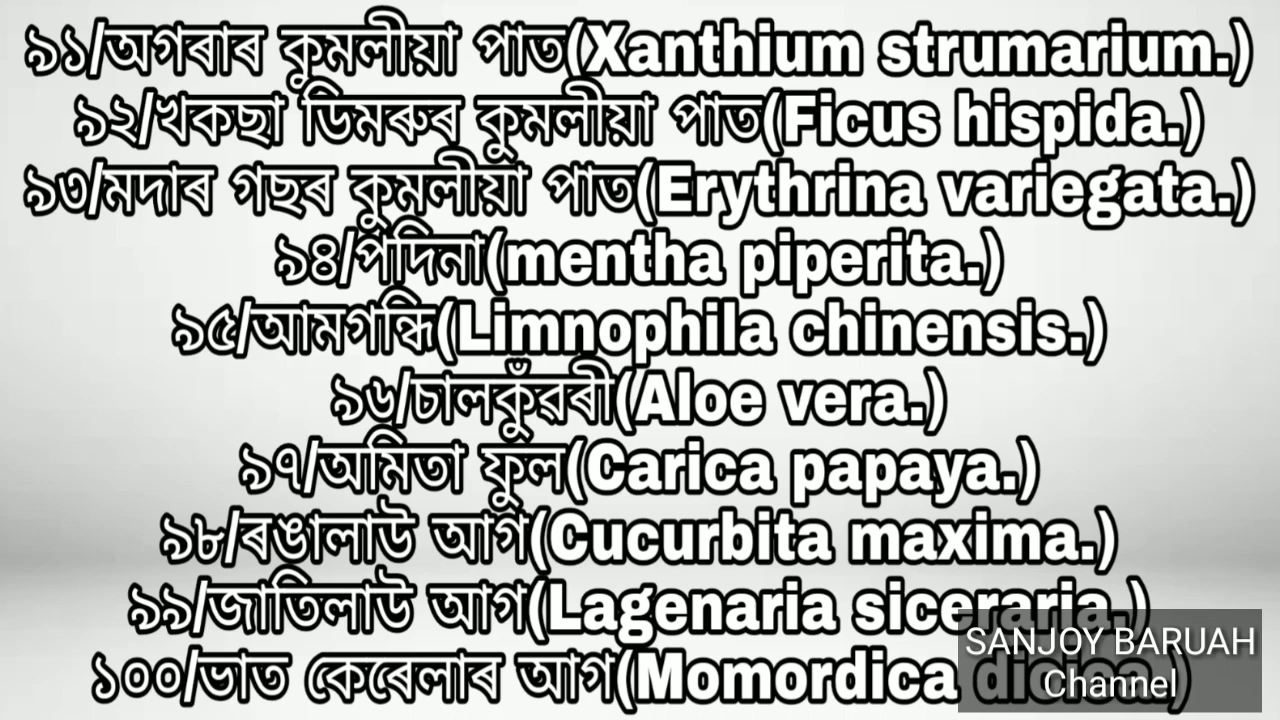 ৯১/অগৰাৰ কুমলীয়া পাত(Xanthium strumarium.)
৯২/খকছা ডিমৰুৰ কুমলীয়া পাত(Ficus hispida.)
৯৩/মদাৰ গছৰ কুমলীয়া পাত(Erythrina variegata.)
৯৪/পদিনা(mentha piperita.)
৯৫/আমগন্ধি(Limnophila chinensis.)
৯৬/চালকুঁৱৰী(Aloe vera.)
৯৭/অমিতা ফুল(Carica papaya.)
৯৮/ৰঙালাউ আগ(Cucurbita maxima.)
৯৯/জাতিলাউ আগ(Lagenaria siceraria.)
১০০/ভাত কেৰেলাৰ আগ(Momordica dioica.)
SANJOY BARUAH
Channel